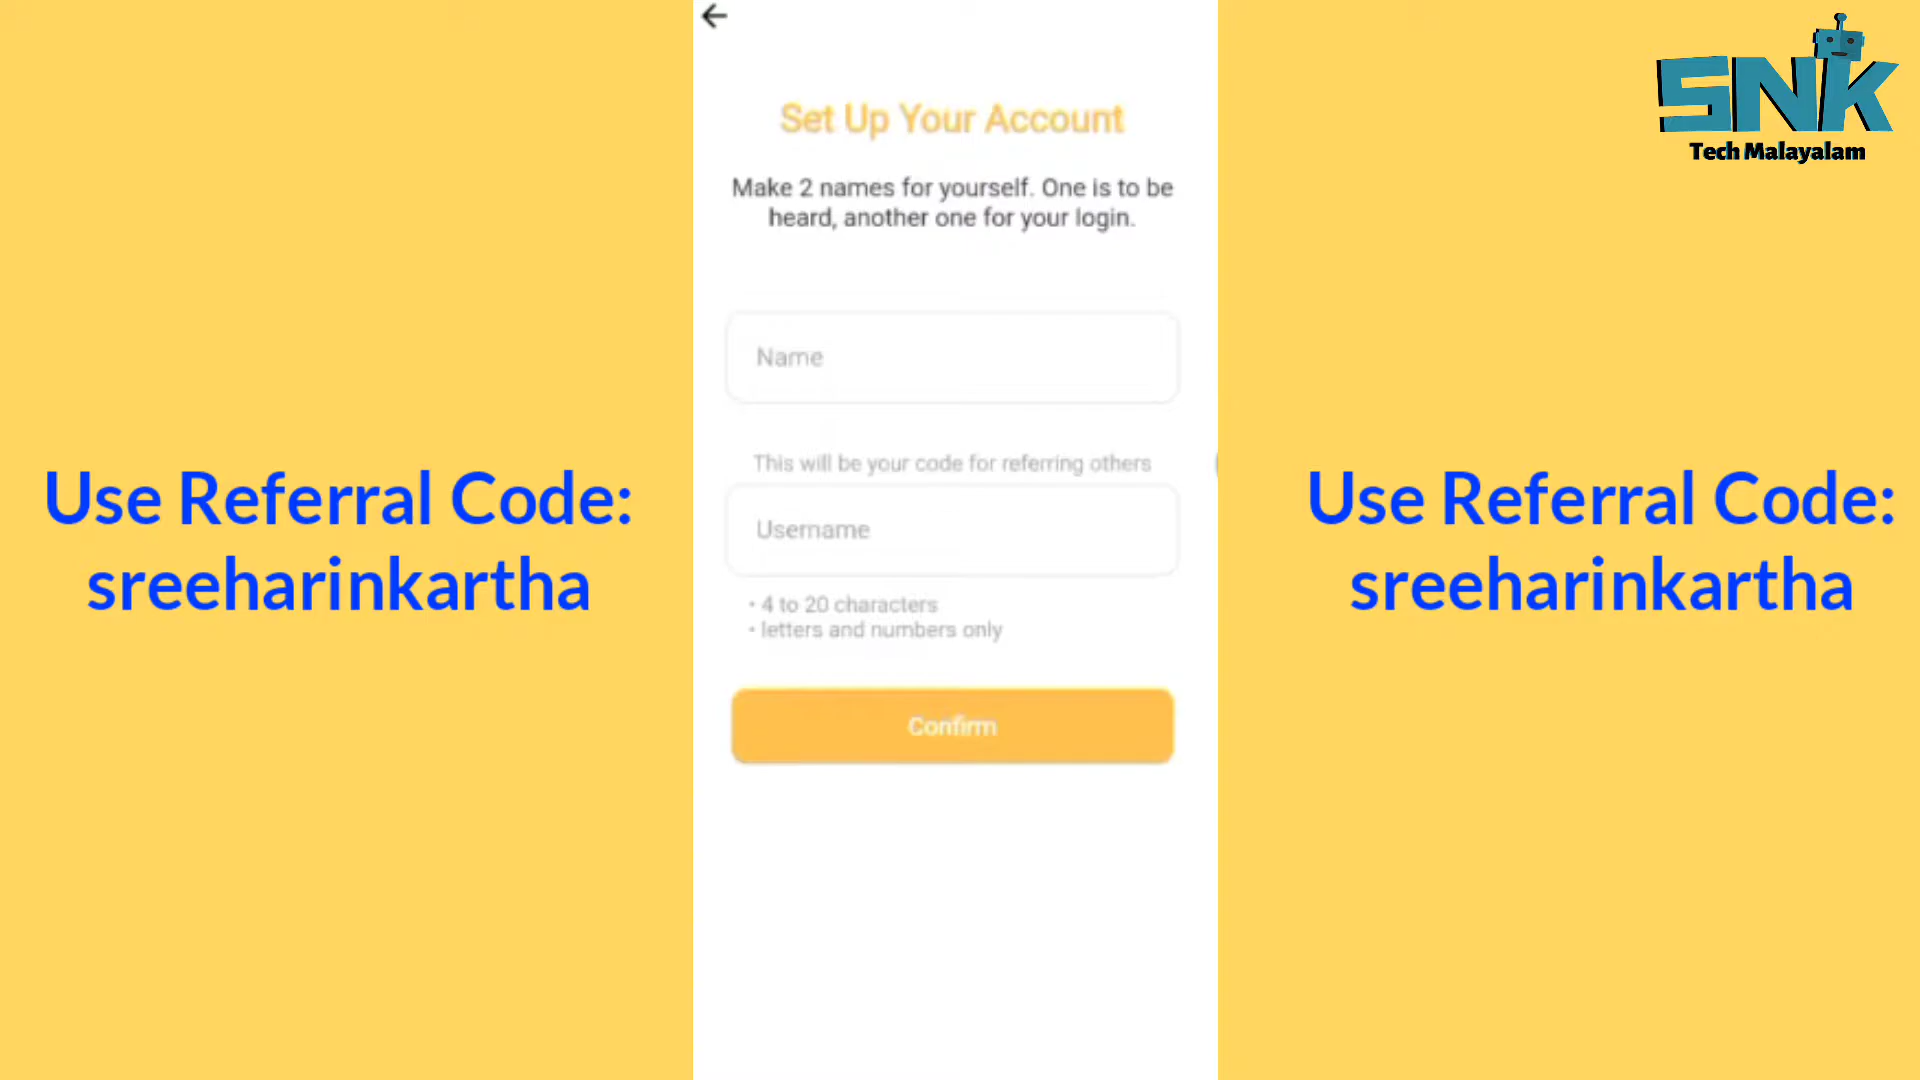 SNK
Tech Malayalam
Set Up Your Account
Make 2 names for yourself. One is to be
heard, another one for your login.
Name
This will be your code for referring others
Username
• 4 to 20 characters
• letters and numbers only
Confirm
Use Referral Code:
sreeharinkartha
Use Referral Code:
sreeharinkartha